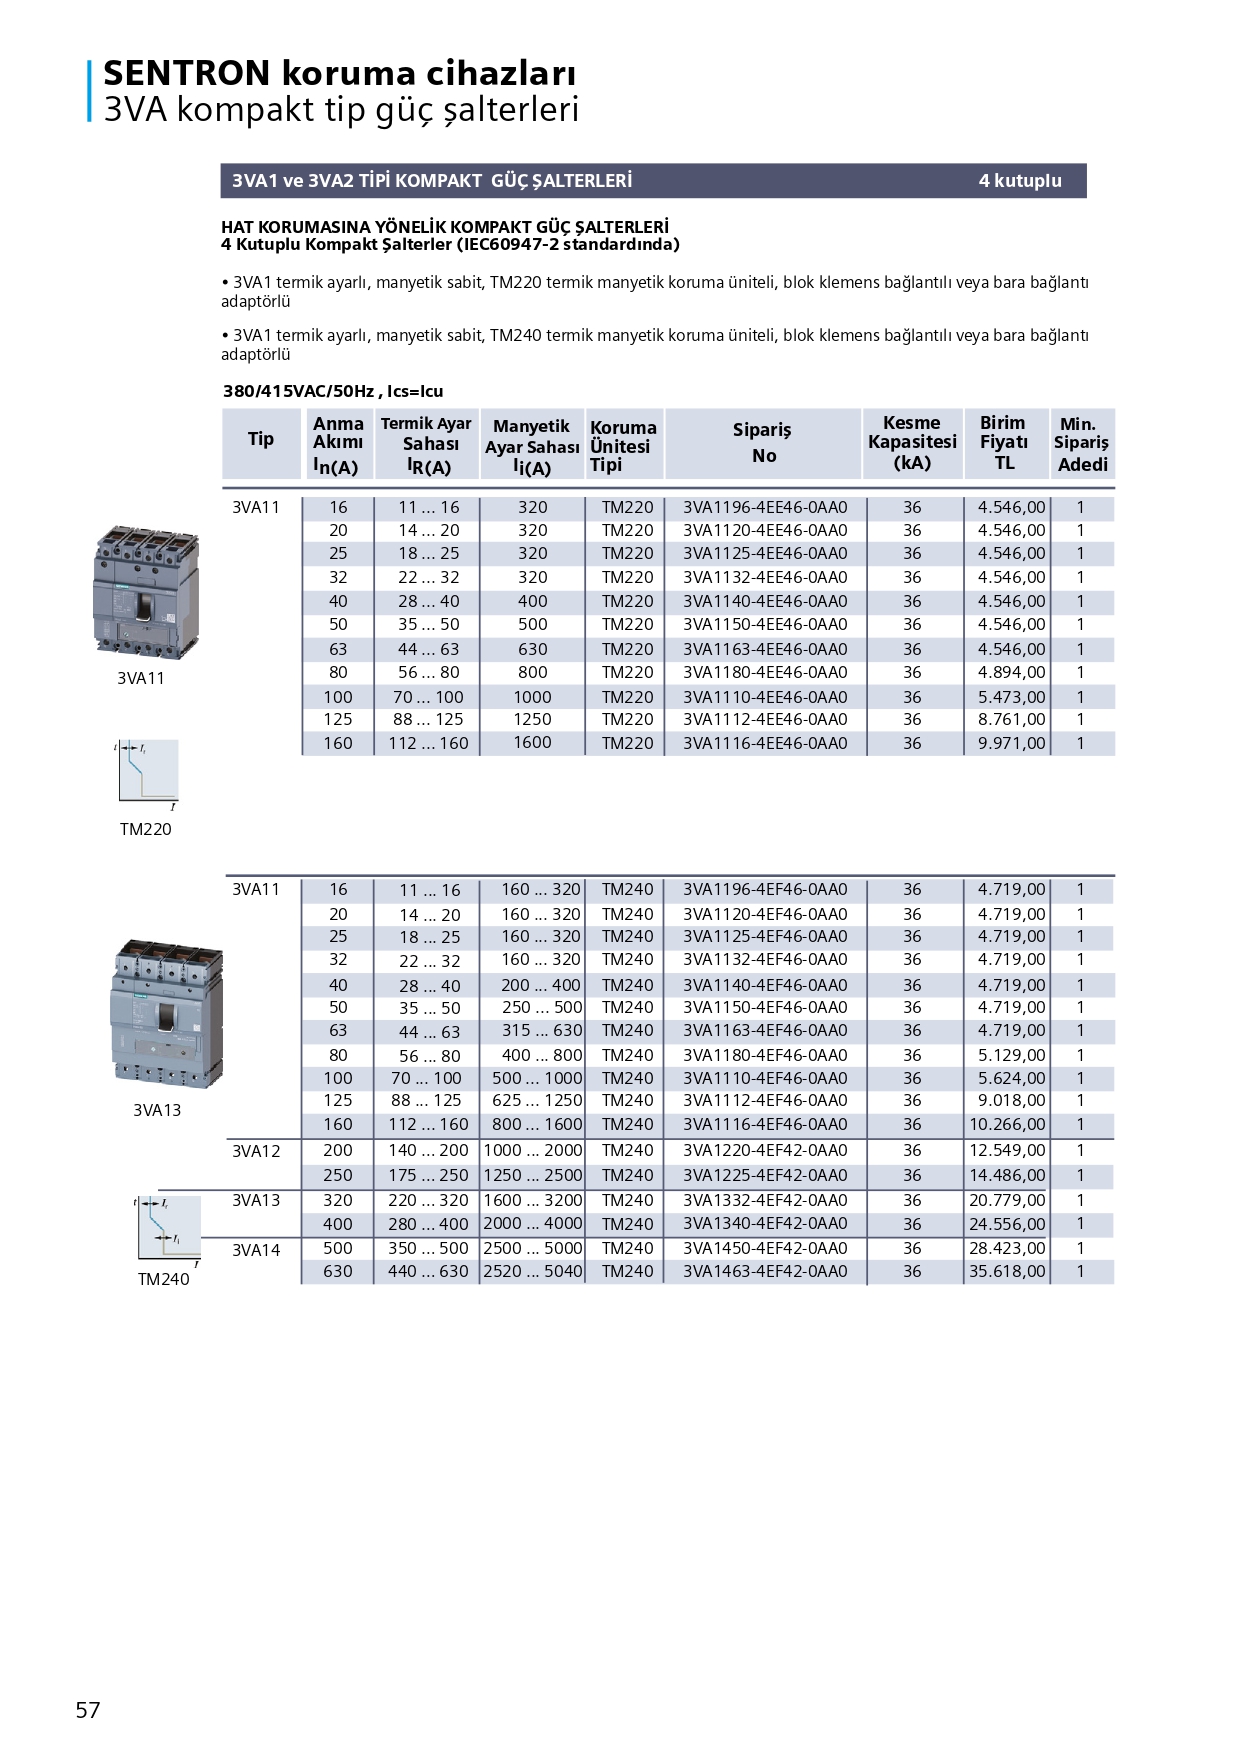 SENTRON koruma cihazları
3VA kompakt tip güç şalterleri
3VA1 ve 3VA2 TİPİ KOMPAKT GÜÇ ŞALTERLERİ 4 kutuplu
HAT KORUMASINA YÖNELİK KOMPAKT GÜÇ ŞALTERLERİ
4 Kutuplu Kompakt Şalterler (IEC60947-2 standardında)
• 3VA1 termik ayarlı, manyetik sabit, TM220 termik manyetik koruma üniteli, blok klemens bağlantılı veya bara bağlantı
adaptörlü
• 3VA1 termik ayarlı, manyetik sabit, TM240 termik manyetik koruma üniteli, blok klemens bağlantılı veya bara bağlantı
adaptörlü
380/415VAC/50Hz , Ics=Icu
Tip Anma Akımı In(A) Termik Ayar Sahası IR(A) Manyetik Ayar Sahası Ii(A) Koruma Ünitesi Tipi Sipariş No Kesme Kapasitesi (kA) Birim Fiyatı TL Min. Sipariş Adedi
3VA11 16 11 ... 16 320 TM220 3VA1196-4EE46-0AA0 36 4.546,00 1
20 14 ... 20 320 TM220 3VA1120-4EE46-0AA0 36 4.546,00 1
25 18 ... 25 320 TM220 3VA1125-4EE46-0AA0 36 4.546,00 1
32 22 ... 32 320 TM220 3VA1132-4EE46-0AA0 36 4.546,00 1
40 28 ... 40 400 TM220 3VA1140-4EE46-0AA0 36 4.546,00 1
50 35 ... 50 500 TM220 3VA1150-4EE46-0AA0 36 4.546,00 1
63 44 ... 63 630 TM220 3VA1163-4EE46-0AA0 36 4.546,00 1
80 56 ... 80 800 TM220 3VA1180-4EE46-0AA0 36 4.894,00 1
100 70 ... 100 1000 TM220 3VA1110-4EE46-0AA0 36 5.473,00 1
125 88 ... 125 1250 TM220 3VA1112-4EE46-0AA0 36 8.761,00 1
160 112 ... 160 1600 TM220 3VA1116-4EE46-0AA0 36 9.971,00 1
3VA11
t Ir
I
TM220
3VA11 16 11 ... 16 160 ... 320 TM240 3VA1196-4EF46-0AA0 36 4.719,00 1
20 14 ... 20 160 ... 320 TM240 3VA1120-4EF46-0AA0 36 4.719,00 1
25 18 ... 25 160 ... 320 TM240 3VA1125-4EF46-0AA0 36 4.719,00 1
32 22 ... 32 160 ... 320 TM240 3VA1132-4EF46-0AA0 36 4.719,00 1
40 28 ... 40 200 ... 400 TM240 3VA1140-4EF46-0AA0 36 4.719,00 1
50 35 ... 50 250 ... 500 TM240 3VA1150-4EF46-0AA0 36 4.719,00 1
63 44 ... 63 315 ... 630 TM240 3VA1163-4EF46-0AA0 36 4.719,00 1
80 56 ... 80 400 ... 800 TM240 3VA1180-4EF46-0AA0 36 5.129,00 1
100 70 ... 100 500 ... 1000 TM240 3VA1110-4EF46-0AA0 36 5.624,00 1
125 88 ... 125 625 ... 1250 TM240 3VA1112-4EF46-0AA0 36 9.018,00 1
160 112 ... 160 800 ... 1600 TM240 3VA1116-4EF46-0AA0 36 10.266,00 1
3VA13
3VA12 200 140 ... 200 1000 ... 2000 TM240 3VA1220-4EF42-0AA0 36 12.549,00 1
250 175 ... 250 1250 ... 2500 TM240 3VA1225-4EF42-0AA0 36 14.486,00 1
3VA13 320 220 ... 320 1600 ... 3200 TM240 3VA1332-4EF42-0AA0 36 20.779,00 1
400 280 ... 400 2000 ... 4000 TM240 3VA1340-4EF42-0AA0 36 24.556,00 1
3VA14 500 350 ... 500 2500 ... 5000 TM240 3VA1450-4EF42-0AA0 36 28.423,00 1
630 440 ... 630 2520 ... 5040 TM240 3VA1463-4EF42-0AA0 36 35.618,00 1
t Ir
Ii
I
TM240
57